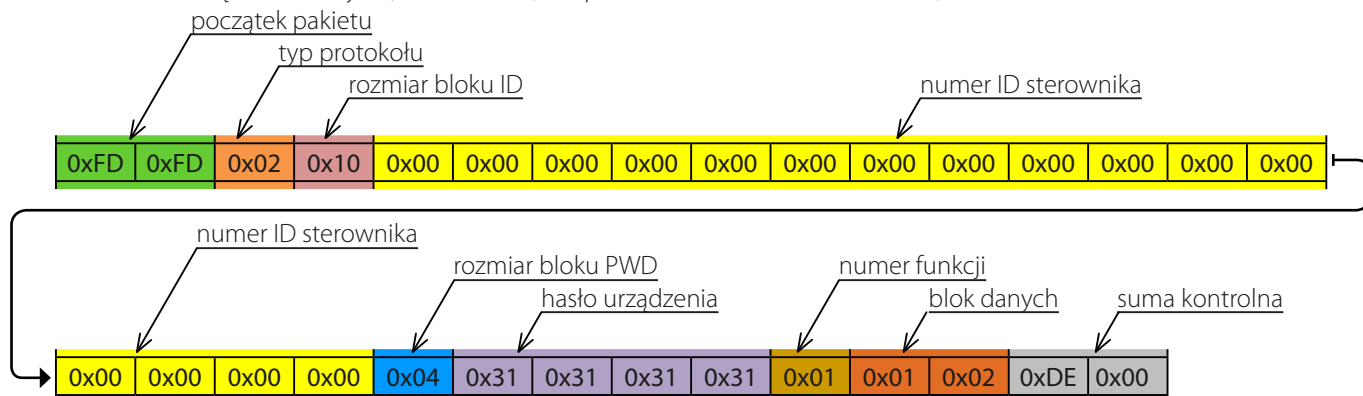 początek pakietu
typ protokołu
rozmiar bloku ID
numer ID sterownika
0xFD 0xFD 0x02 0x10 0x00 0x00 0x00 0x00 0x00 0x00 0x00 0x00 0x00 0x00 0x00 0x00
numer ID sterownika
rozmiar bloku PWD
numer funkcji
hasło urządzenia
blok danych
suma kontrolna
0x00 0x00 0x00 0x00 0x04 0x31 0x31 0x31 0x31 0x01 0x01 0x02 0xDE 0x00